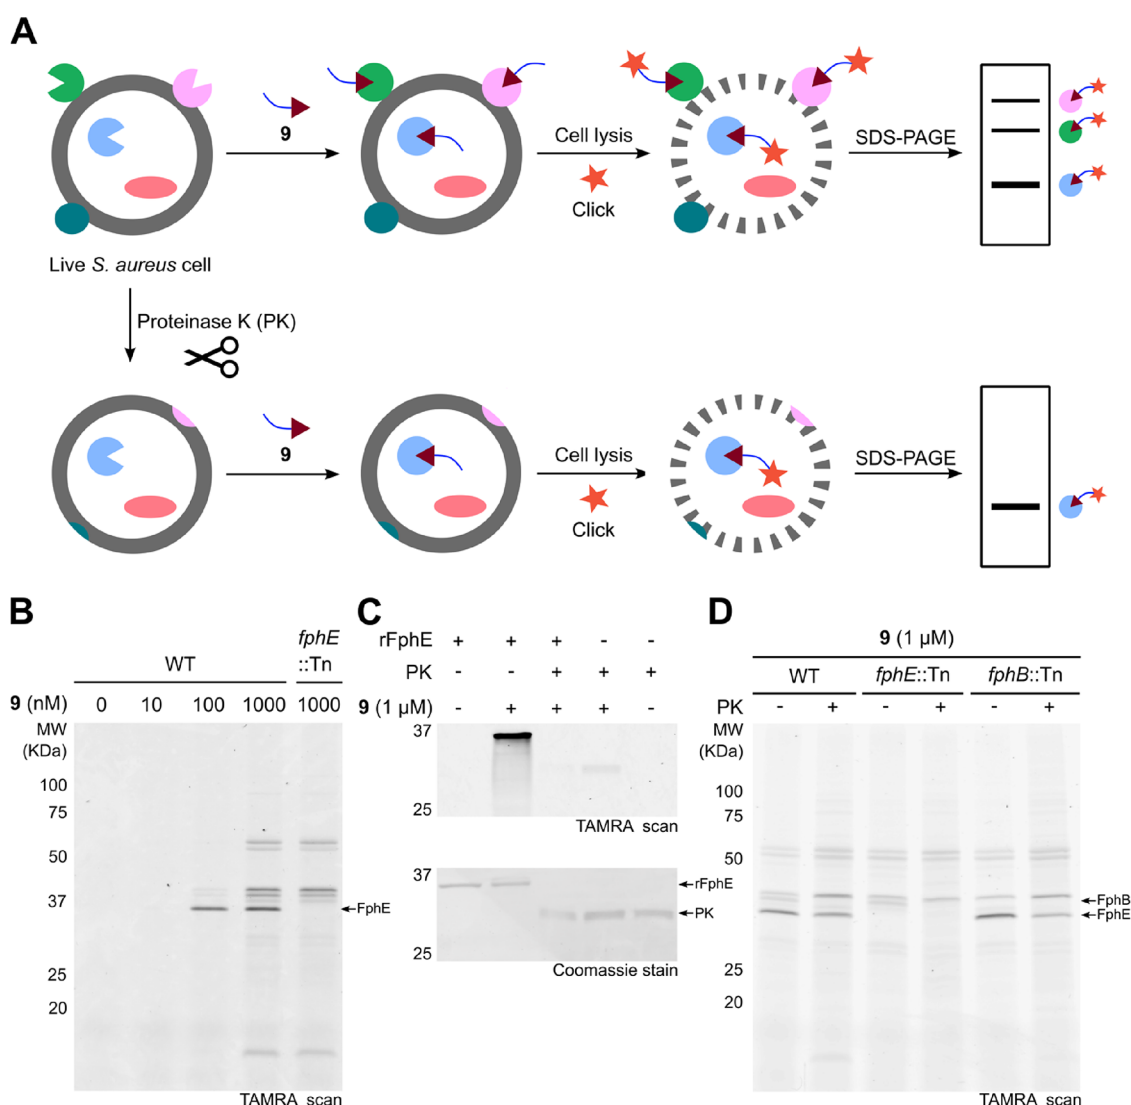 A
9
Cell lysis
Click
SDS-PAGE
Live S. aureus cell
Proteinase K (PK)
9
Cell lysis
Click
SDS-PAGE
B
fphE
WT ::Tn
9 (nM) 0 10 100 1000 1000
MW
(KDa)
100
75
50
37
25
20
FphE
TAMRA scan
C
rFphE + + + - -
PK - - + + +
9 (1 µM) - + + + -
37
25
TAMRA scan
37
rFphE
PK
25
Coomassie stain
D
9 (1 µM)
WT fphE::Tn fphB::Tn
PK - + - + - +
MW
(KDa)
100
75
50
37
25
20
FphB
FphE
TAMRA scan